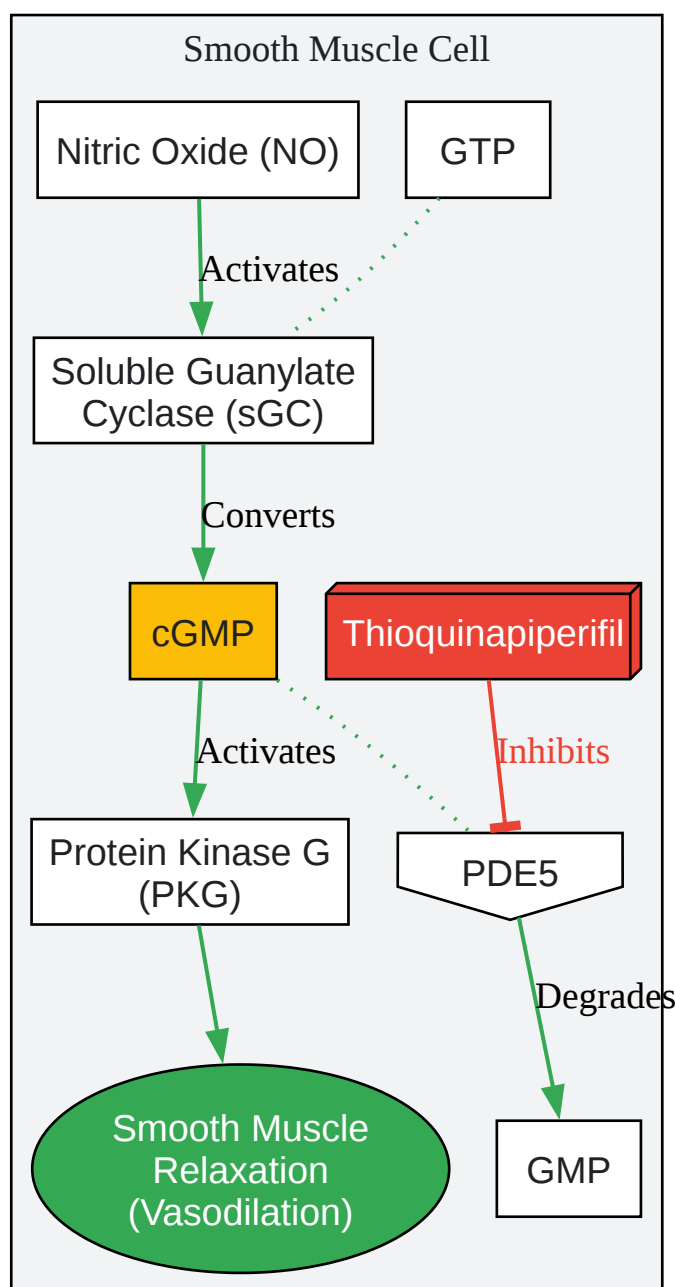 Smooth Muscle Cell
Nitric Oxide (NO)
GTP
Activates
Soluble Guanylate
Cyclase (sGC)
Converts
cGMP
Thioquinapiperifil
Activates
Inhibits
Protein Kinase G
(PKG)
PDE5
Degrades
Smooth Muscle
Relaxation
(Vasodilation)
GMP